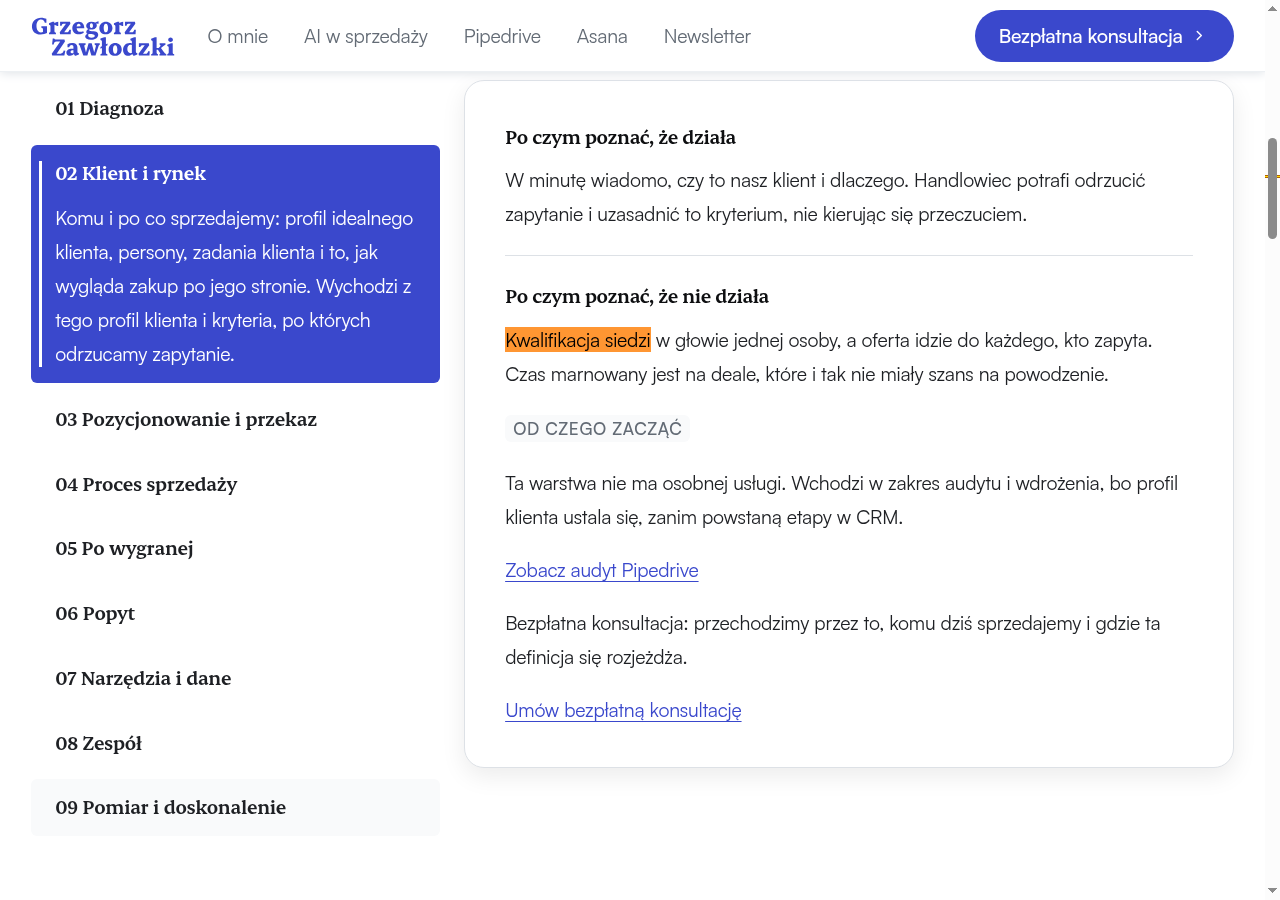 Grzegorz
Zawłodzki
O mnie
AI w sprzedaży
Pipedrive
Asana
Newsletter
Bezpłatna konsultacja
01 Diagnoza
02 Klient i rynek
Komu i po co sprzedajemy: profil idealnego
klienta, persony, zadania klienta i to, jak
wygląda zakup po jego stronie. Wychodzi z
tego profil klienta i kryteria, po których
odrzucamy zapytanie.
03 Pozycjonowanie i przekaz
04 Proces sprzedaży
05 Po wygranej
06 Popyt
07 Narzędzia i dane
08 Zespół
09 Pomiar i doskonalenie
Po czym poznać, że działa
W minutę wiadomo, czy to nasz klient i dlaczego. Handlowiec potrafi odrzucić
zapytanie i uzasadnić to kryterium, nie kierując się przeczuciem.
Po czym poznać, że nie działa
Kwalifikacja siedzi w głowie jednej osoby, a oferta idzie do każdego, kto zapyta.
Czas marnowany jest na deale, które i tak nie miały szans na powodzenie.
OD CZEGO ZACZĄĆ
Ta warstwa nie ma osobnej usługi. Wchodzi w zakres audytu i wdrożenia, bo profil
klienta ustala się, zanim powstaną etapy w CRM.
Zobacz audyt Pipedrive
Bezpłatna konsultacja: przechodzimy przez to, komu dziś sprzedajemy i gdzie ta
definicja się rozjeżdża.
Umów bezpłatną konsultację